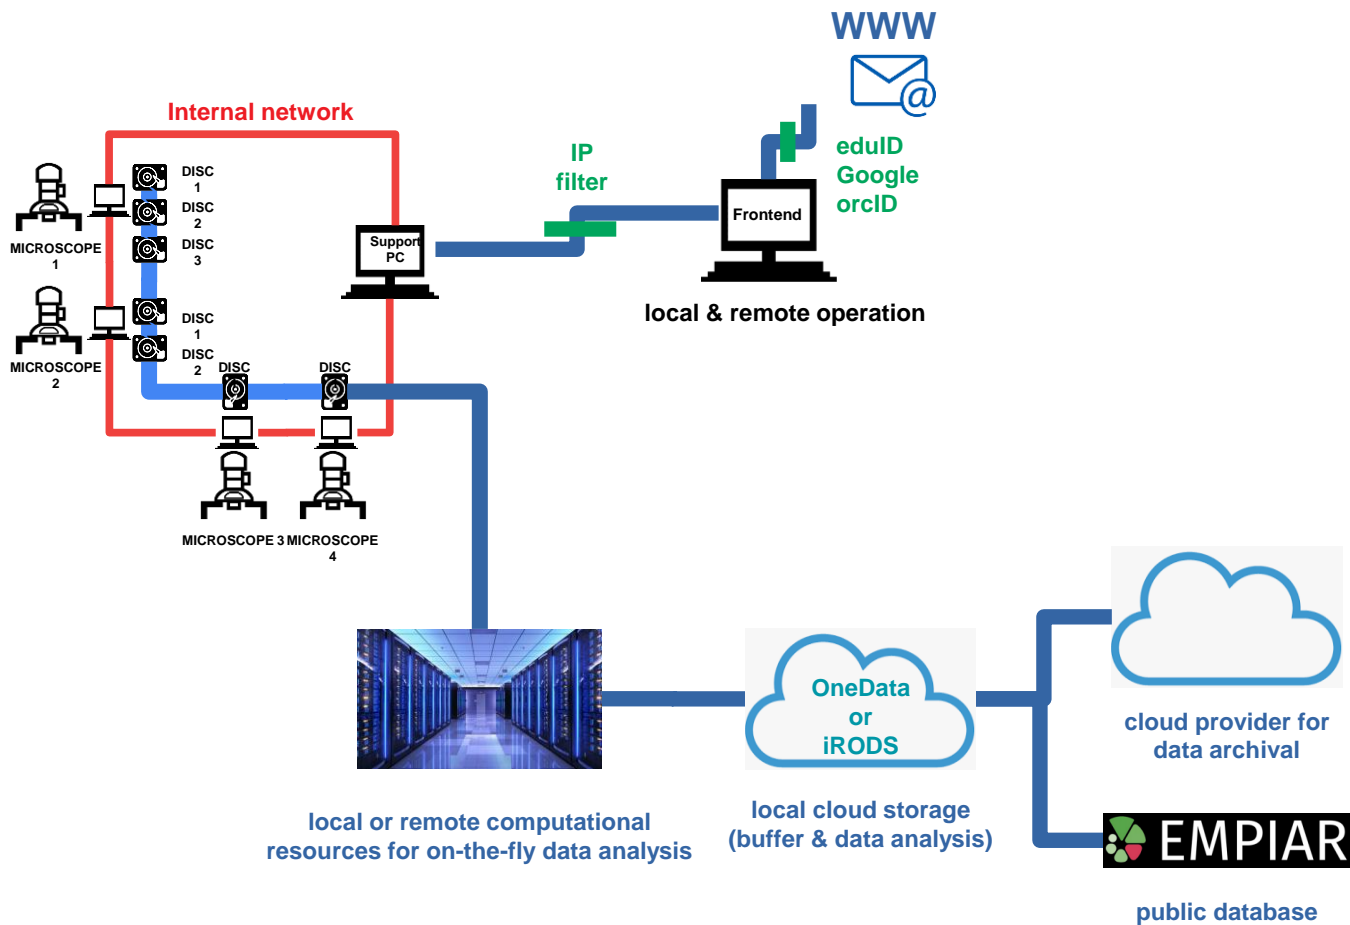 WWW
Internal network
eduID
Google
orcID
IP
filter
DISC
1
DISC
2
DISC
3
MICROSCOPE
1
Support
PC
Frontend
local & remote operation
DISC
1
DISC
2
MICROSCOPE
2
DISC
DISC
MICROSCOPE 3
MICROSCOPE
4
OneData
or
iRODS
cloud provider for
data archival
local or remote computational
resources for on-the-fly data analysis
local cloud storage
(buffer & data analysis)
EMPIAR
public database